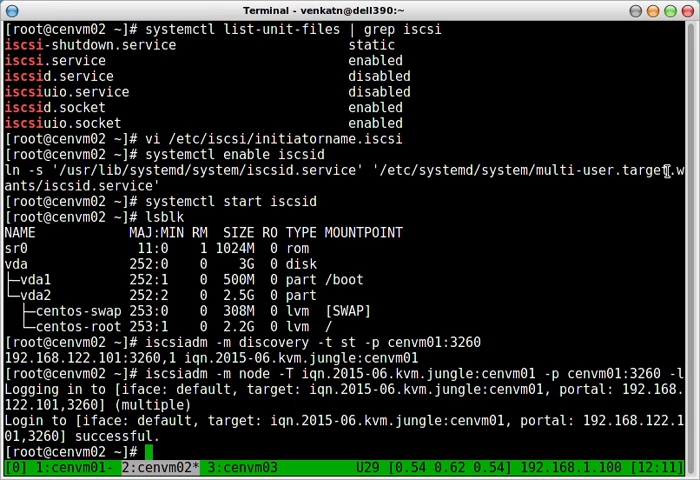 Terminal - venkatn@dell390:~
[root@cenvm02 ~]# systemctl list-unit-files | grep iscsi
iscsi-shutdown.service static
iscsi.service enabled
iscsid.service disabled
iscsiuio.service disabled
iscsid.socket enabled
iscsiuio.socket enabled
[root@cenvm02 ~]# vi /etc/iscsi/initiatorname.iscsi
[root@cenvm02 ~]# systemctl enable iscsid
ln -s '/usr/lib/systemd/system/iscsid.service' '/etc/systemd/system/multi-user.target.w
ants/iscsid.service'
[root@cenvm02 ~]# systemctl start iscsid
[root@cenvm02 ~]# lsblk
NAME MAJ:MIN RM SIZE RO TYPE MOUNTPOINT
sr0 11:0 1 1024M 0 rom
vda 252:0 0 3G 0 disk
├─vda1 252:1 0 500M 0 part /boot
└─vda2 252:2 0 2.5G 0 part
├─centos-swap 253:0 0 308M 0 lvm [SWAP]
└─centos-root 253:1 0 2.2G 0 lvm /
[root@cenvm02 ~]# iscsiadm -m discovery -t st -p cenvm01:3260
192.168.122.101:3260,1 iqn.2015-06.kvm.jungle:cenvm01
[root@cenvm02 ~]# iscsiadm -m node -T iqn.2015-06.kvm.jungle:cenvm01 -p cenvm01:3260 -l
Logging in to [iface: default, target: iqn.2015-06.kvm.jungle:cenvm01, portal: 192.168.
122.101,3260] (multiple)
Login to [iface: default, target: iqn.2015-06.kvm.jungle:cenvm01, portal: 192.168.122.1
01,3260] successful.
[root@cenvm02 ~]#
[0] 1:cenvm01- 2:cenvm02* 3:cenvm03 U29 [0.54 0.62 0.54] 192.168.1.100 [12:11]